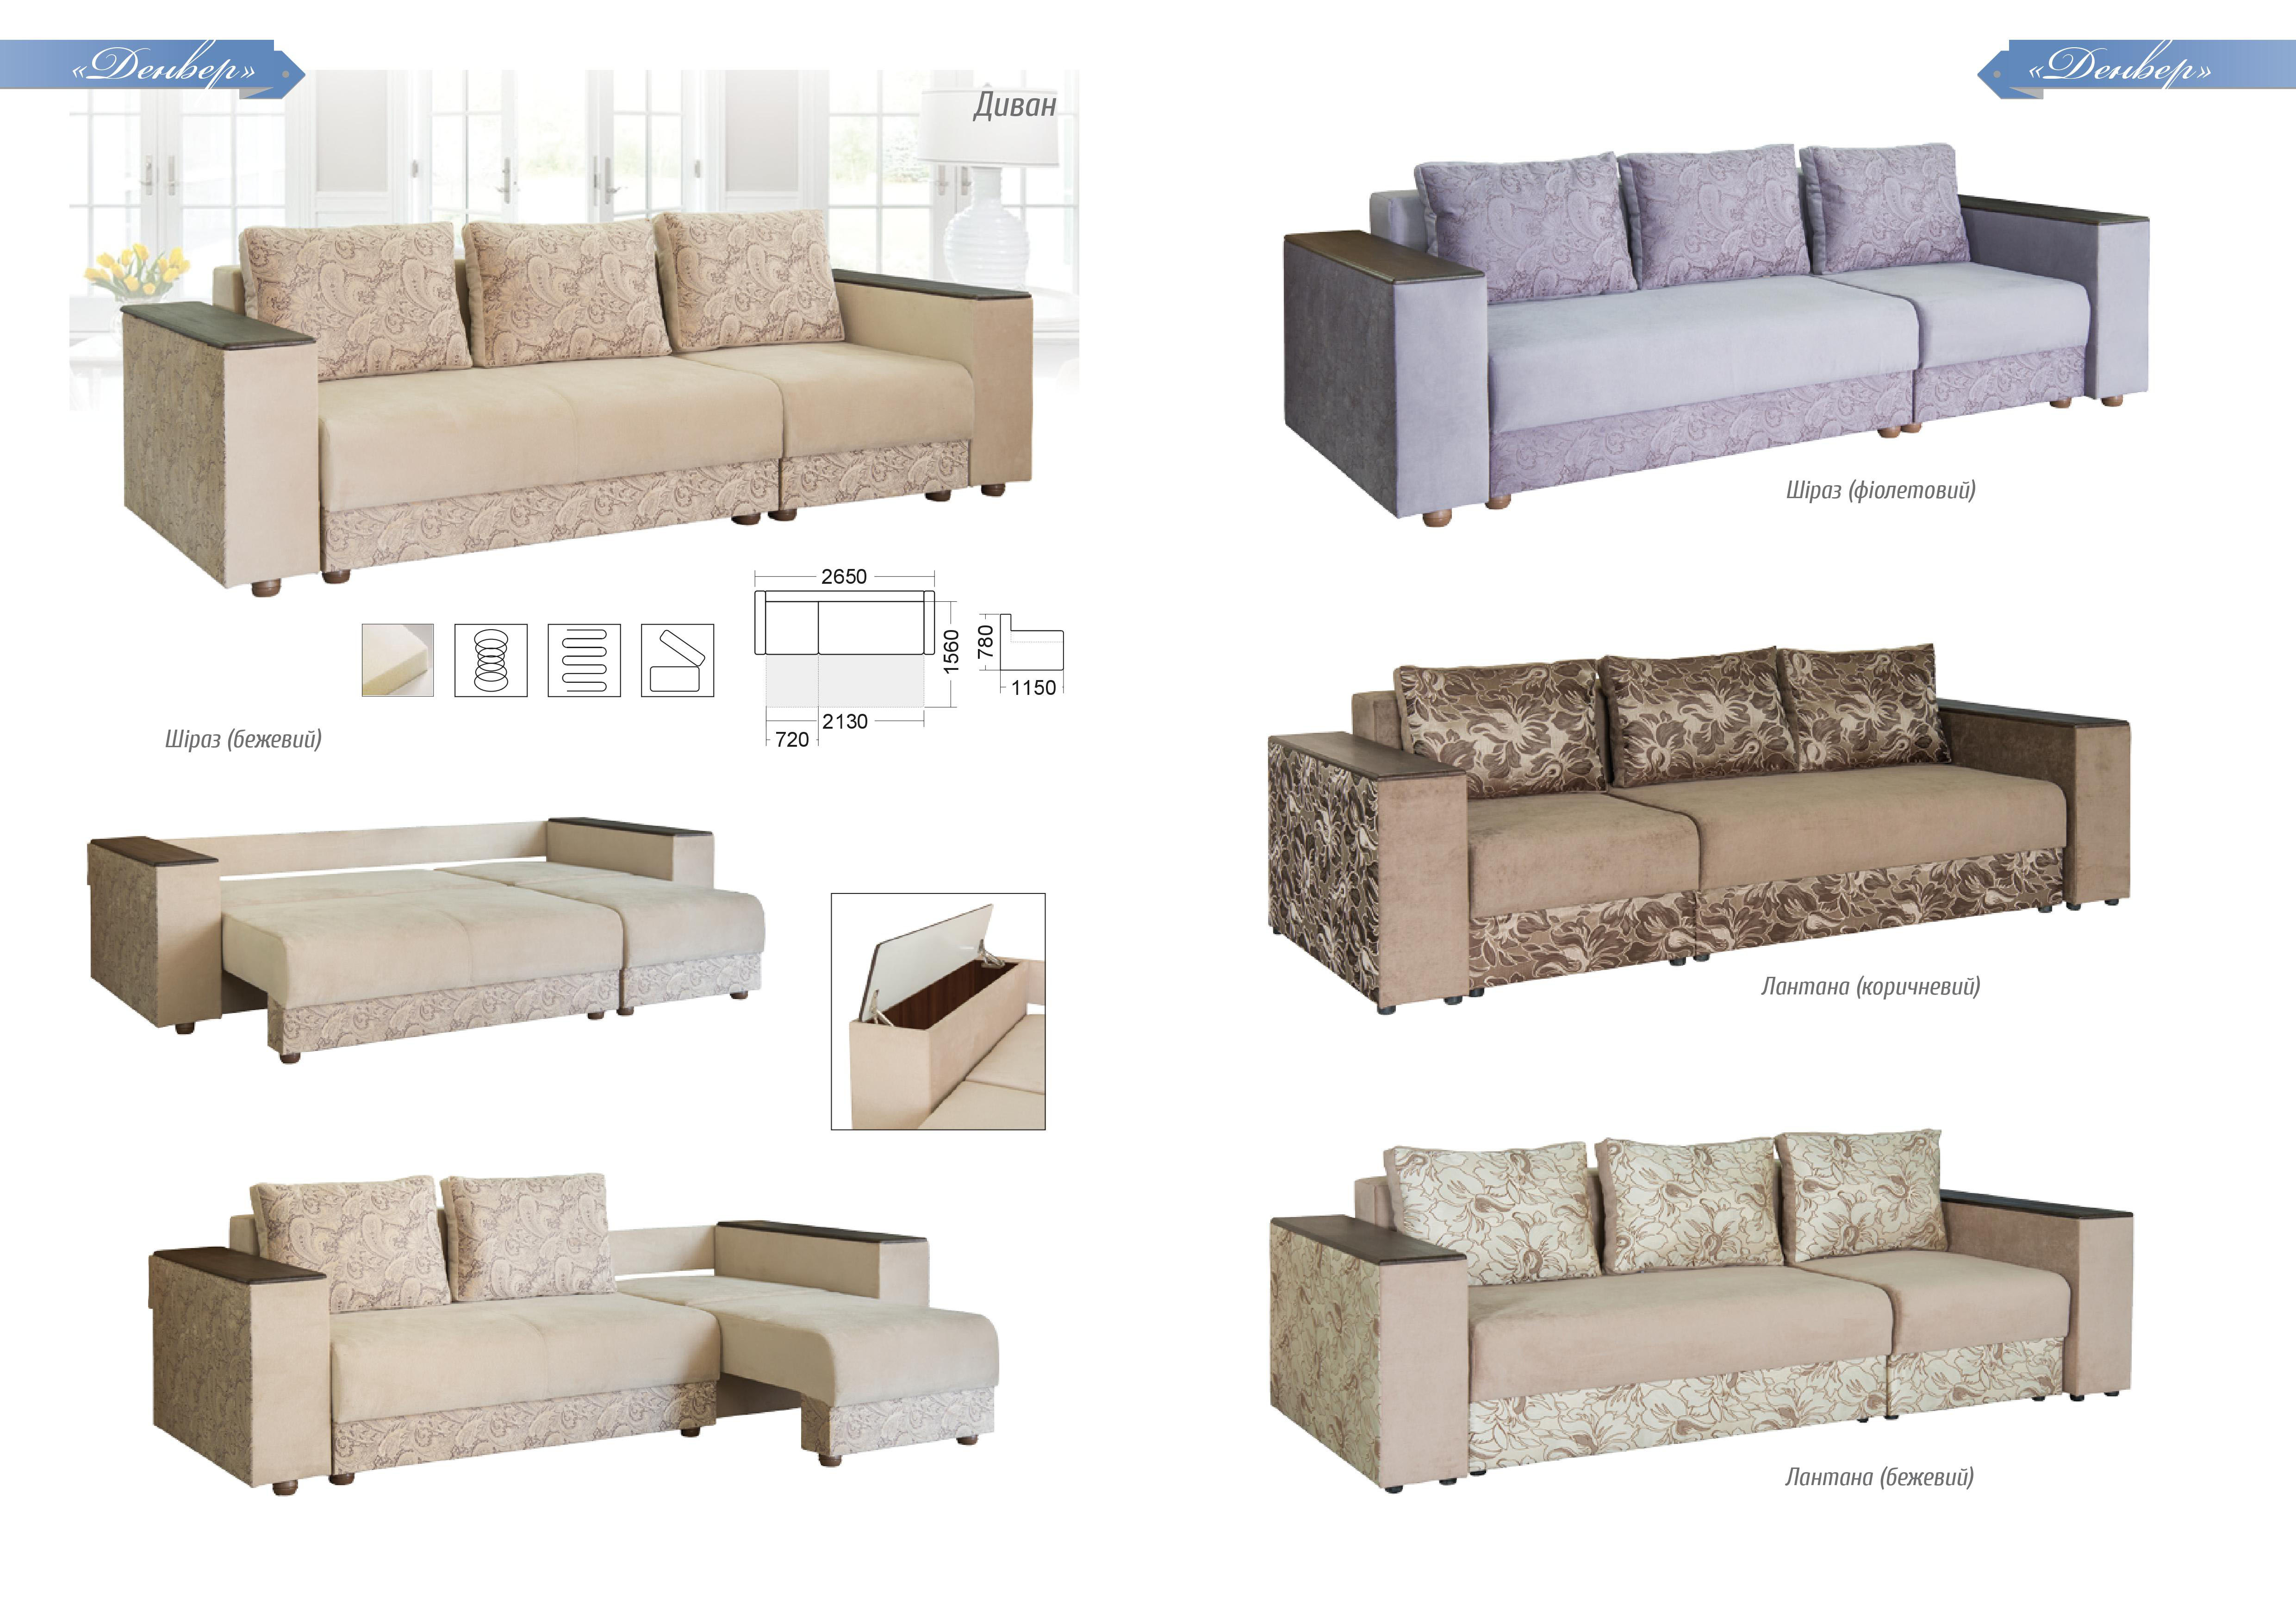 «Денвер»
Диван
2650
1560
780
1150
2130
720
Шіраз (бежевий)
«Денвер»
Шіраз (фіолетовий)
Лантана (коричневий)
Лантана (бежевий)